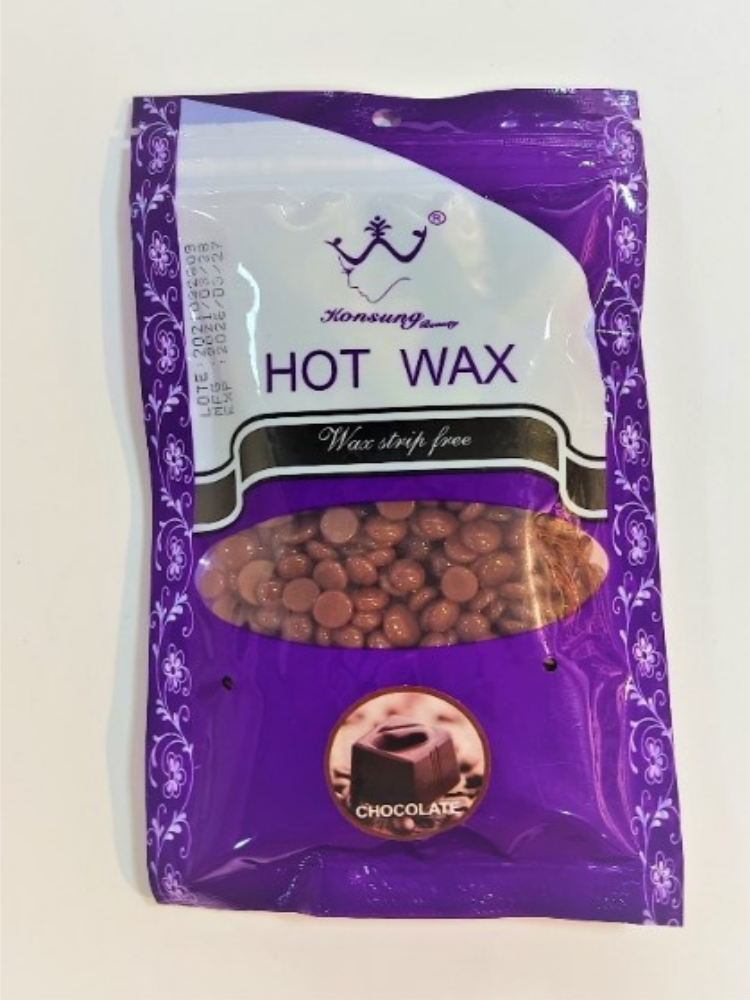 ®
Konsung Beauty
HOT WAX
Wax strip free
CHOCOLATE